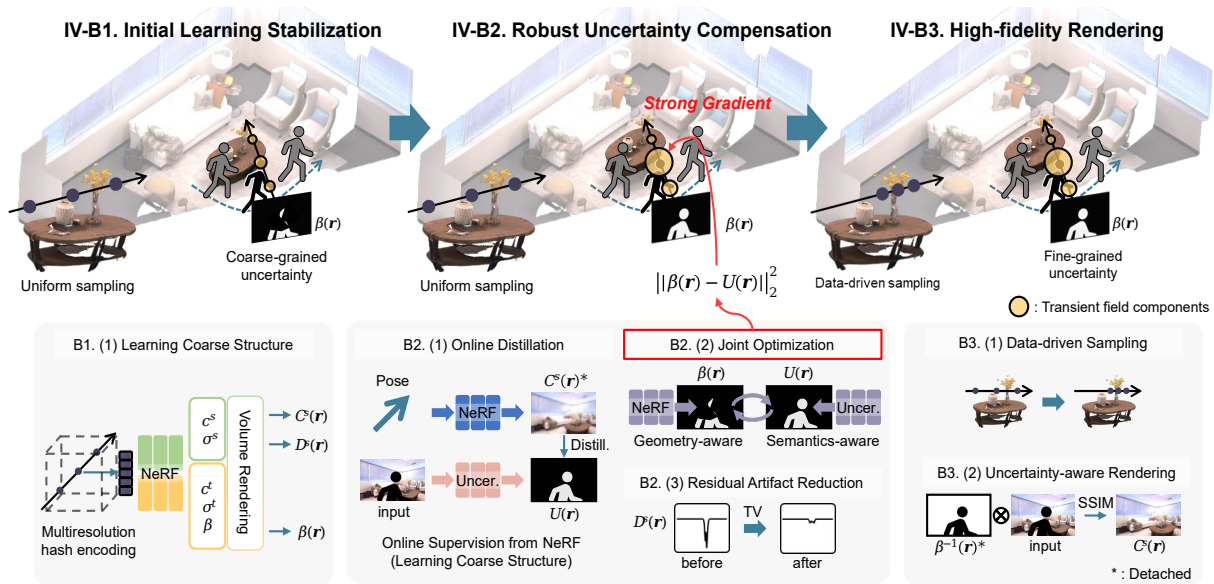 IV-B1. Initial Learning Stabilization
IV-B2. Robust Uncertainty Compensation
IV-B3. High-fidelity Rendering
Strong Gradient
β(r)
β(r)
β(r)
Coarse-grained
uncertainty
Fine-grained
uncertainty
Uniform sampling
Uniform sampling
Data-driven sampling
||β(r) − U(r)||₂²
: Transient field components
B1. (1) Learning Coarse Structure
NeRF
cˢ
σˢ
cᵗ
σᵗ
β
Volume Rendering
Cˢ(r)
Dˢ(r)
β(r)
Multiresolution
hash encoding
B2. (1) Online Distillation
Pose
NeRF
Cˢ(r)*
Distill.
input
Uncer.
U(r)
Online Supervision from NeRF
(Learning Coarse Structure)
B2. (2) Joint Optimization
β(r)
U(r)
NeRF
Uncer.
Geometry-aware
Semantics-aware
B2. (3) Residual Artifact Reduction
Dˢ(r)
TV
before
after
B3. (1) Data-driven Sampling
B3. (2) Uncertainty-aware Rendering
SSIM
β⁻¹(r)*
input
Cˢ(r)
* : Detached